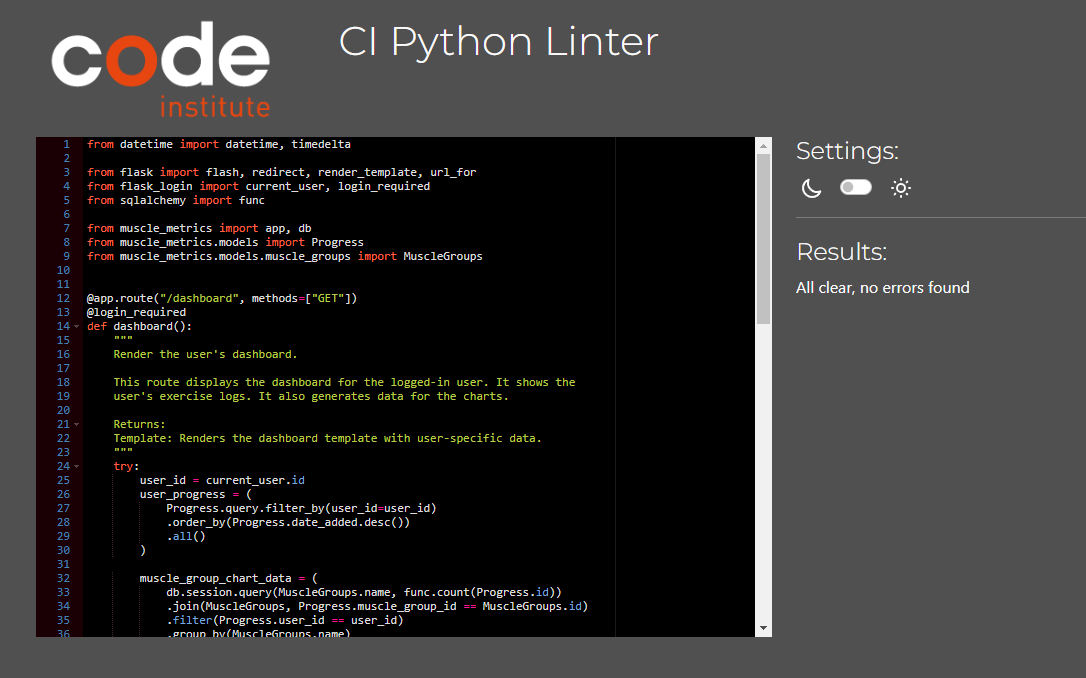 code
institute
CI Python Linter
1 from datetime import datetime, timedelta
2
3 from flask import flash, redirect, render_template, url_for
4 from flask_login import current_user, login_required
5 from sqlalchemy import func
6
7 from muscle_metrics import app, db
8 from muscle_metrics.models import Progress
9 from muscle_metrics.models.muscle_groups import MuscleGroups
10
11
12 @app.route("/dashboard", methods=["GET"])
13 @login_required
14 def dashboard():
15     """
16     Render the user's dashboard.
17
18     This route displays the dashboard for the logged-in user. It shows the
19     user's exercise logs. It also generates data for the charts.
20
21     Returns:
22     Template: Renders the dashboard template with user-specific data.
23     """
24     try:
25         user_id = current_user.id
26         user_progress = (
27             Progress.query.filter_by(user_id=user_id)
28             .order_by(Progress.date_added.desc())
29             .all()
30         )
31
32         muscle_group_chart_data = (
33             db.session.query(MuscleGroups.name, func.count(Progress.id))
34             .join(MuscleGroups, Progress.muscle_group_id == MuscleGroups.id)
35             .filter(Progress.user_id == user_id)
36             .group_by(MuscleGroups.name)
Settings:
Results:
All clear, no errors found